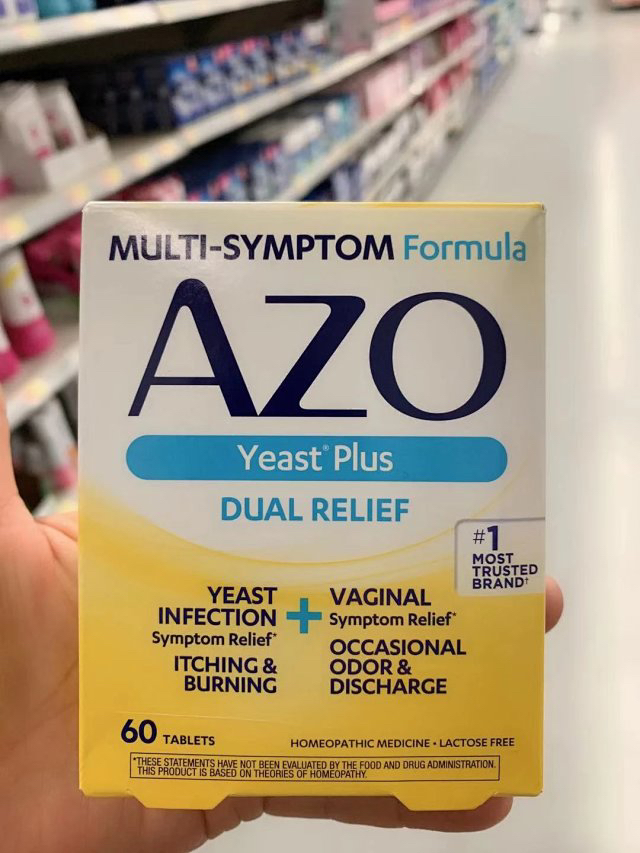 MULTI-SYMPTOM Formula
AZO
Yeast® Plus
DUAL RELIEF
#1
MOST
TRUSTED
BRAND†
YEAST
INFECTION
Symptom Relief*
ITCHING &
BURNING
+
VAGINAL
Symptom Relief*
OCCASIONAL
ODOR &
DISCHARGE
60 TABLETS
HOMEOPATHIC MEDICINE • LACTOSE FREE
*THESE STATEMENTS HAVE NOT BEEN EVALUATED BY THE FOOD AND DRUG ADMINISTRATION.
THIS PRODUCT IS BASED ON THEORIES OF HOMEOPATHY.